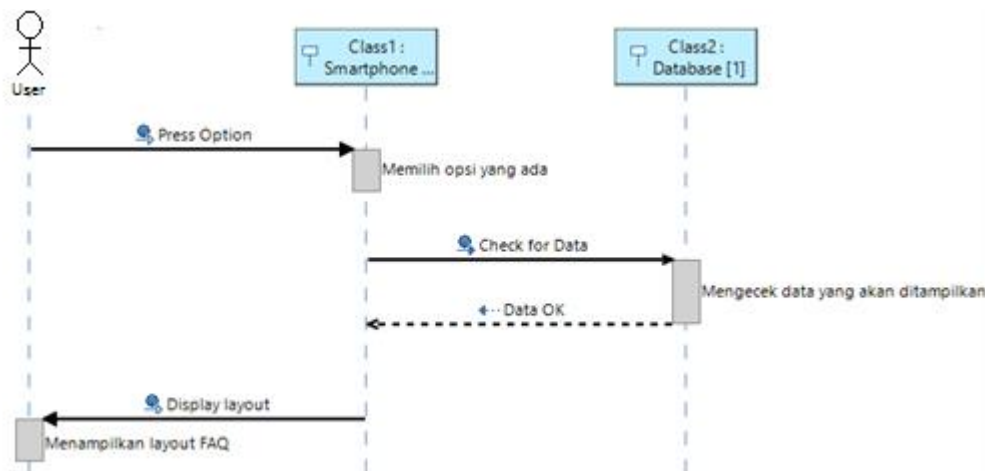 User
Class1 :
Smartphone ...
Class2 :
Database [1]
Press Option
Memilih opsi yang ada
Check for Data
Mengecek data yang akan ditampilkan
Data OK
Display layout
Menampilkan layout FAQ